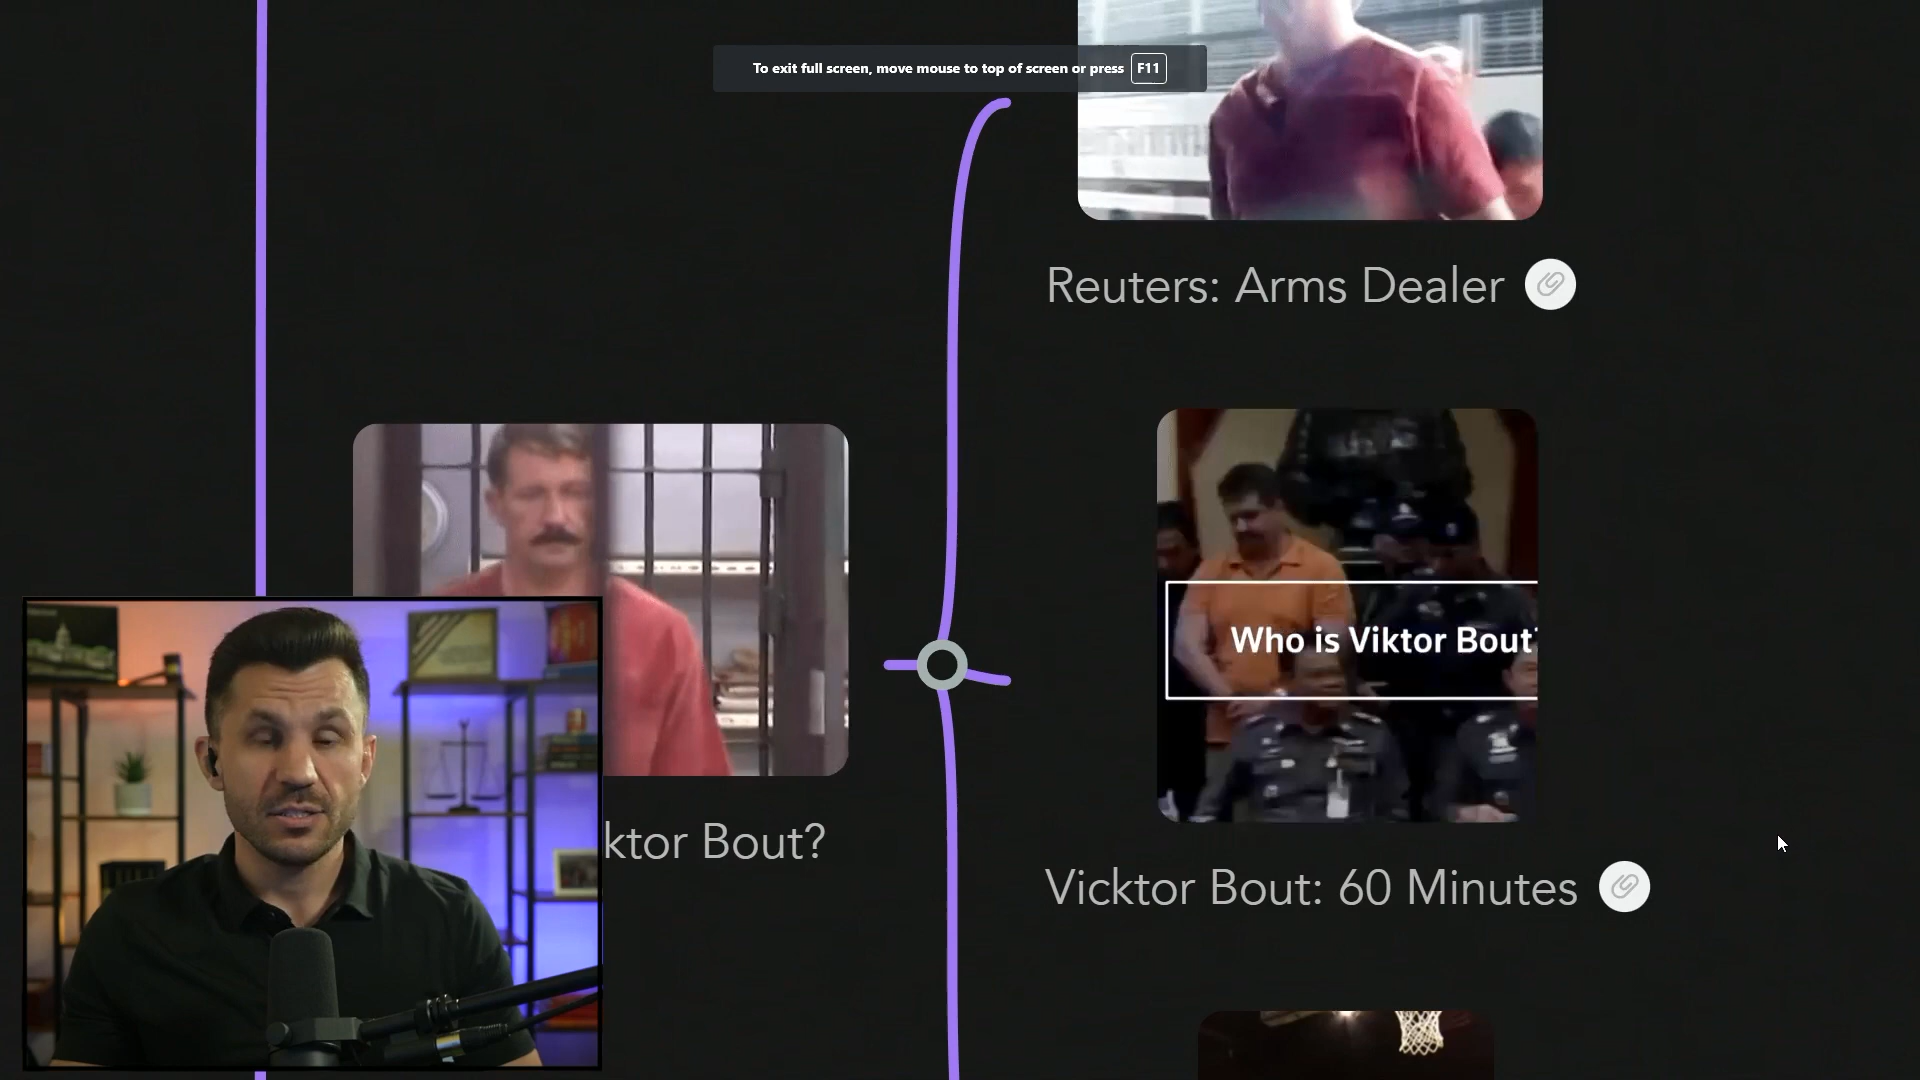 To exit full screen, move mouse to top of screen or press F11
Reuters: Arms Dealer
Who is Viktor Bout?
ktor Bout?
Vicktor Bout: 60 Minutes